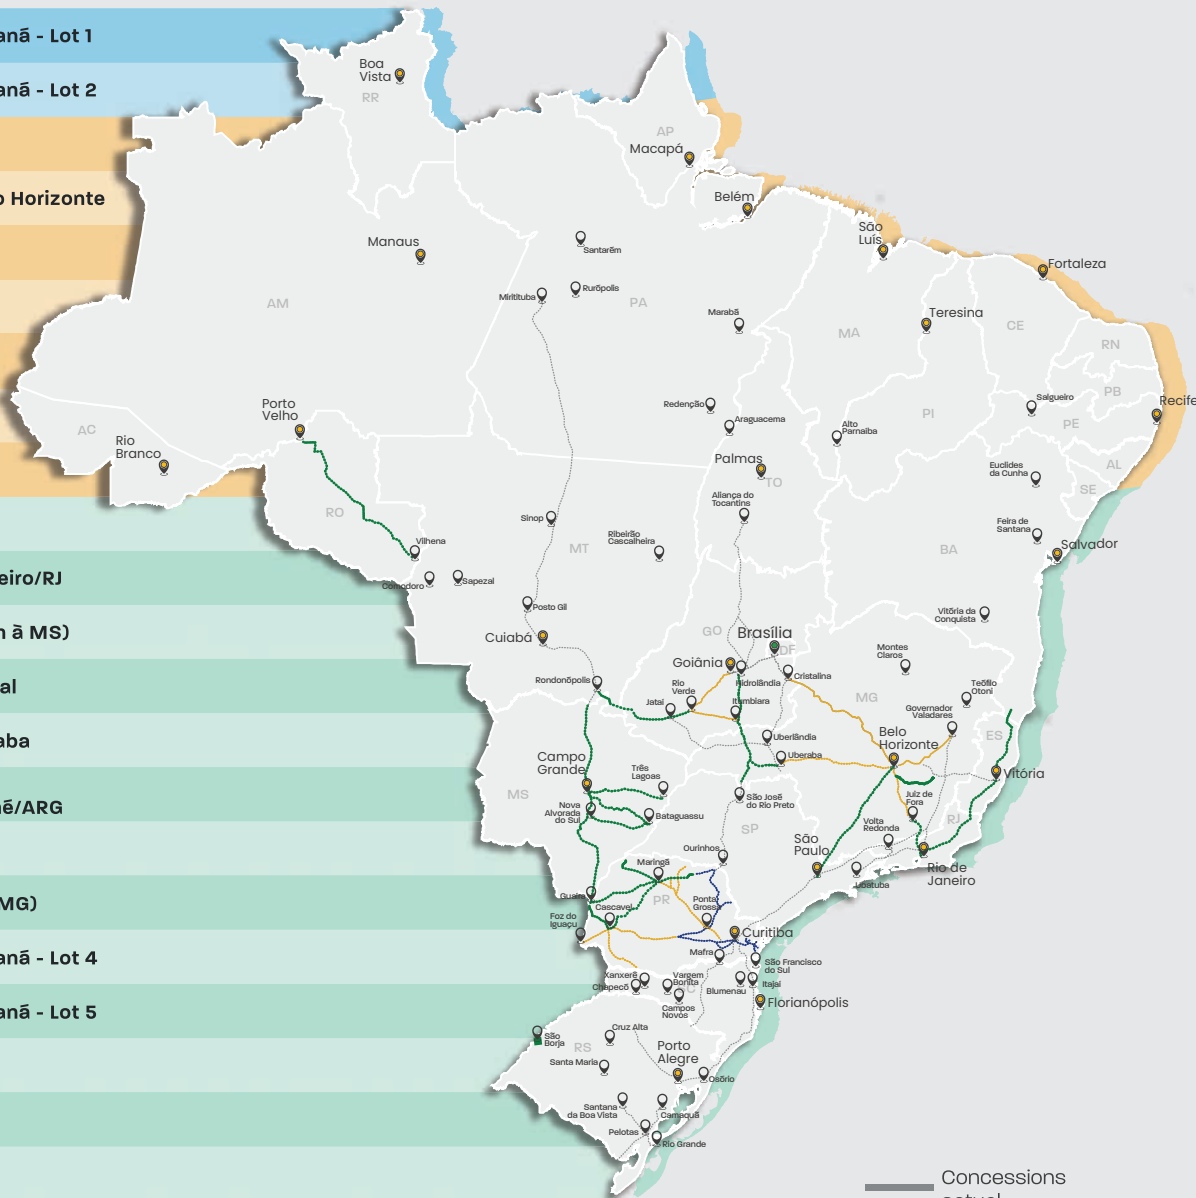 aná - Lot 1
aná - Lot 2
o Horizonte
eiro/RJ
n à MS)
al
aba
né/ARG
MG)
aná - Lot 4
aná - Lot 5
Boa
Vista
RR
AP
Macapá
Belém
São
Luís
Fortaleza
Manaus
Santarém
Miritituba
Rurópolis
AM
PA
Marabá
MA
Teresina
CE
RN
PB
Recife
PE
Salgueiro
PI
AL
SE
Redenção
Araguacema
Alto
Parnaíba
Porto
Velho
AC
Rio
Branco
Palmas
TO
Aliança do
Tocantins
Euclides
da Cunha
Feira de
Santana
Salvador
BA
RO
Vilhena
Sinop
MT
Ribeirão
Cascalheira
Comodoro
Sapezal
Posto Gil
Cuiabá
Vitória da
Conquista
GO
Brasília
DF
Goiânia
Hidrolândia
Cristalina
Montes
Claros
Rondonópolis
Rio
Verde
Jataí
Itumbiara
MG
Teófilo
Otoni
Governador
Valadares
ES
Uberlândia
Uberaba
Belo
Horizonte
Vitória
Campo
Grande
Três
Lagoas
MS
Nova
Alvorada
do Sul
Bataguassu
São José
do Rio Preto
Juiz de
Fora
RJ
SP
São
Paulo
Volta
Redonda
Rio de
Janeiro
Ubatuba
Ourinhos
Maringá
Guaíra
PR
Cascavel
Ponta
Grossa
Foz do
Iguaçu
Curitiba
Mafra
São Francisco
do Sul
Xanxerê
Chapecó
Vargem
Bonita
SC
Blumenau
Itajaí
Campos
Novos
Florianópolis
São
Borja
Cruz Alta
RS
Santa Maria
Porto
Alegre
Osório
Santana
da Boa Vista
Camaquã
Pelotas
Rio Grande
Concessions
actual